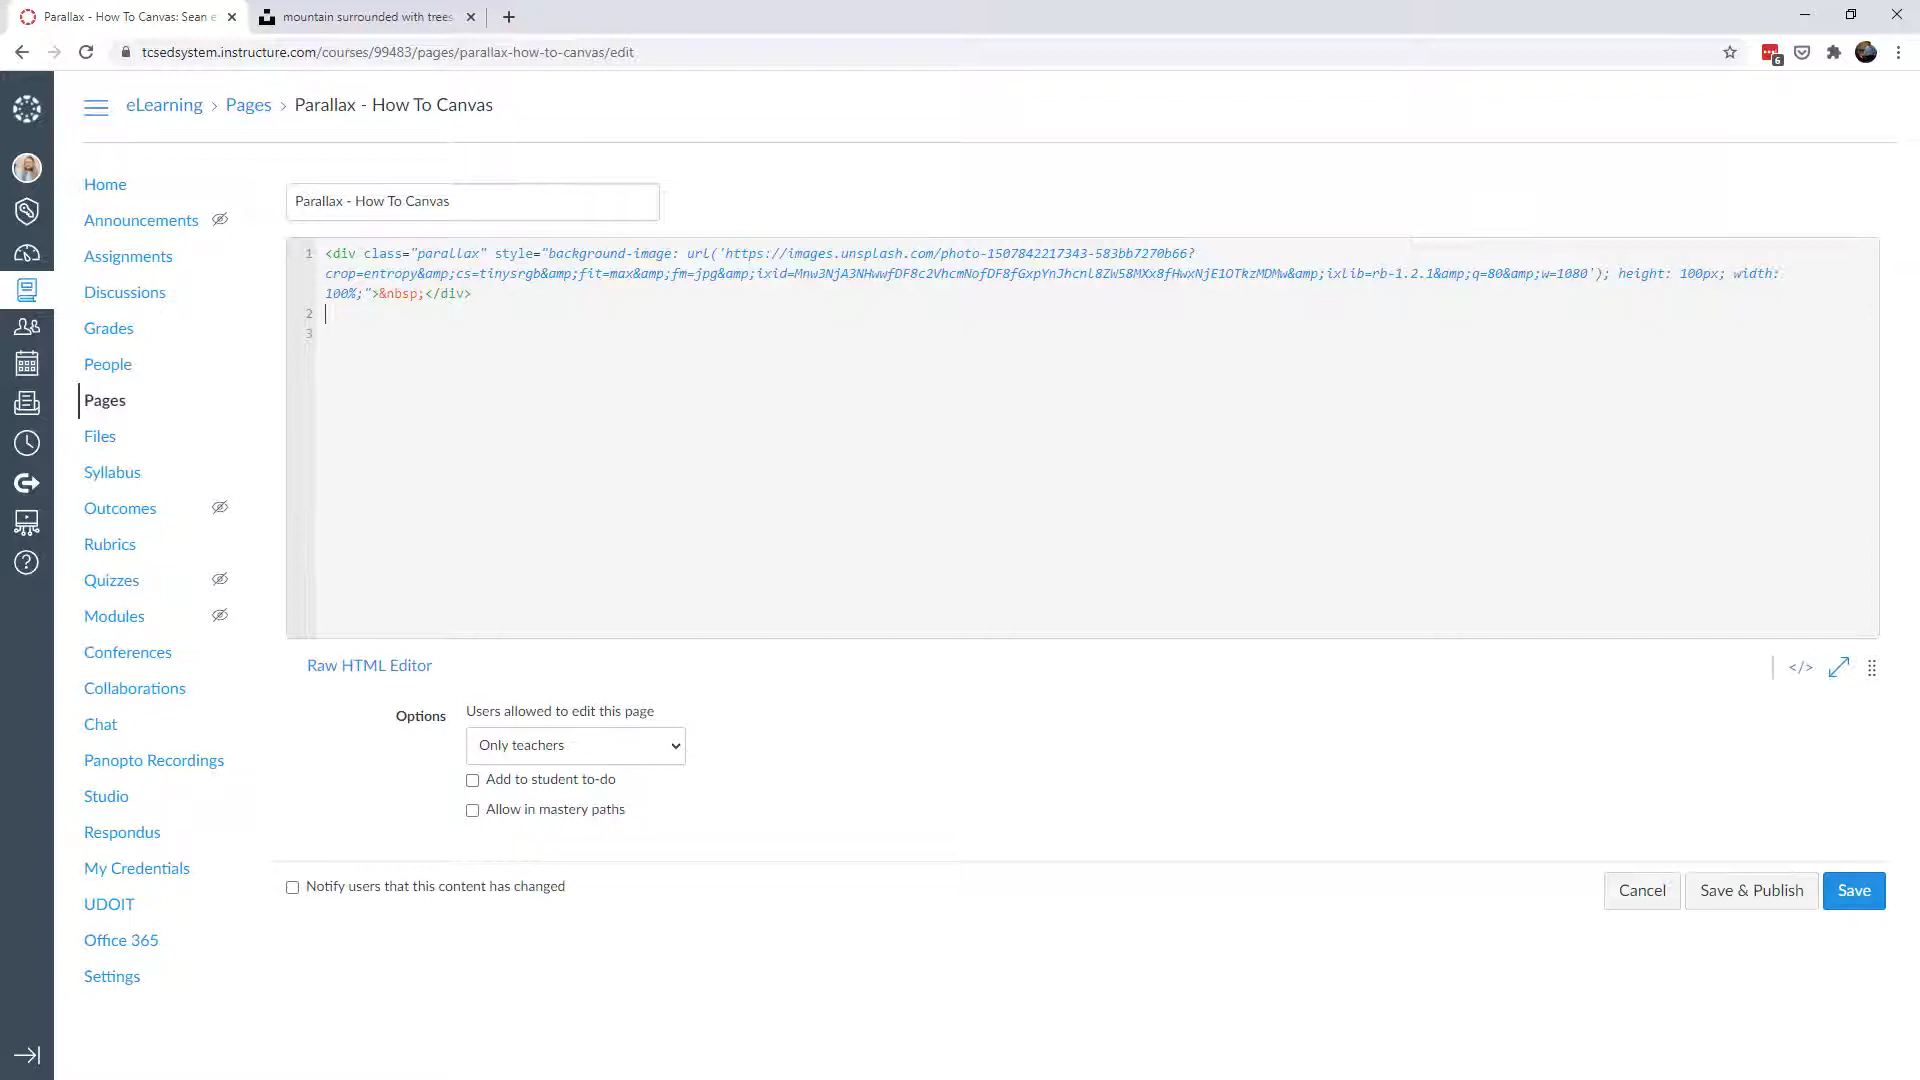 Parallax - How To Canvas: Sean e
mountain surrounded with trees
tcsedsystem.instructure.com/courses/99483/pages/parallax-how-to-canvas/edit
6
eLearning > Pages > Parallax - How To Canvas
Home
Announcements
Assignments
Discussions
Grades
People
Pages
Files
Syllabus
Outcomes
Rubrics
Quizzes
Modules
Conferences
Collaborations
Chat
Panopto Recordings
Studio
Respondus
My Credentials
UDOIT
Office 365
Settings
Parallax - How To Canvas
1 <div class="parallax" style="background-image: url('https://images.unsplash.com/photo-1507842217343-583bb7270b66?
crop=entropy&amp;cs=tinysrgb&amp;fit=max&amp;fm=jpg&amp;ixid=Mnw3NjA3NHwwfDF8c2VhcmNofDF8fGxpYnJhcnl8ZW58MXx8fHwxNjE1OTkzMDMw&amp;ixlib=rb-1.2.1&amp;q=80&amp;w=1080'); height: 100px; width:
100%;">&nbsp;</div>
2
3
Raw HTML Editor
</>
Options
Users allowed to edit this page
Only teachers
Add to student to-do
Allow in mastery paths
Notify users that this content has changed
Cancel
Save & Publish
Save